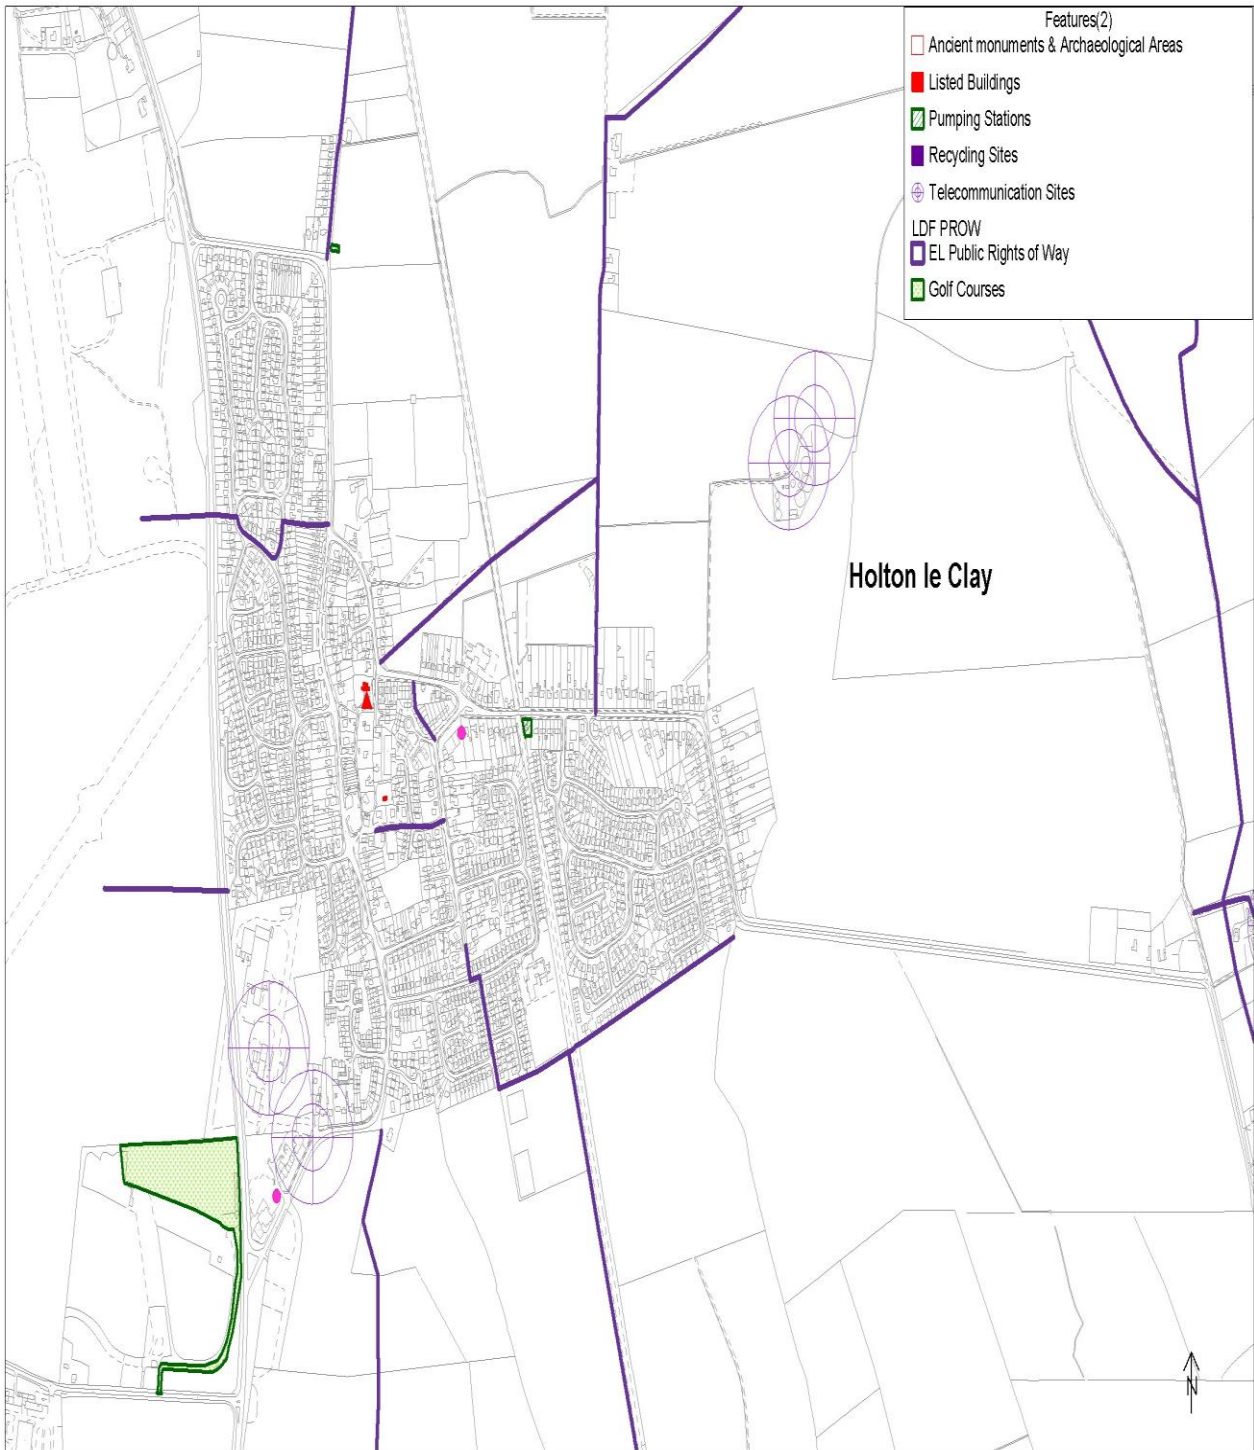 Features(2)
Ancient monuments & Archaeological Areas
Listed Buildings
Pumping Stations
Recycling Sites
Telecommunication Sites
LDF PROW
EL Public Rights of Way
Golf Courses
Holton le Clay
N